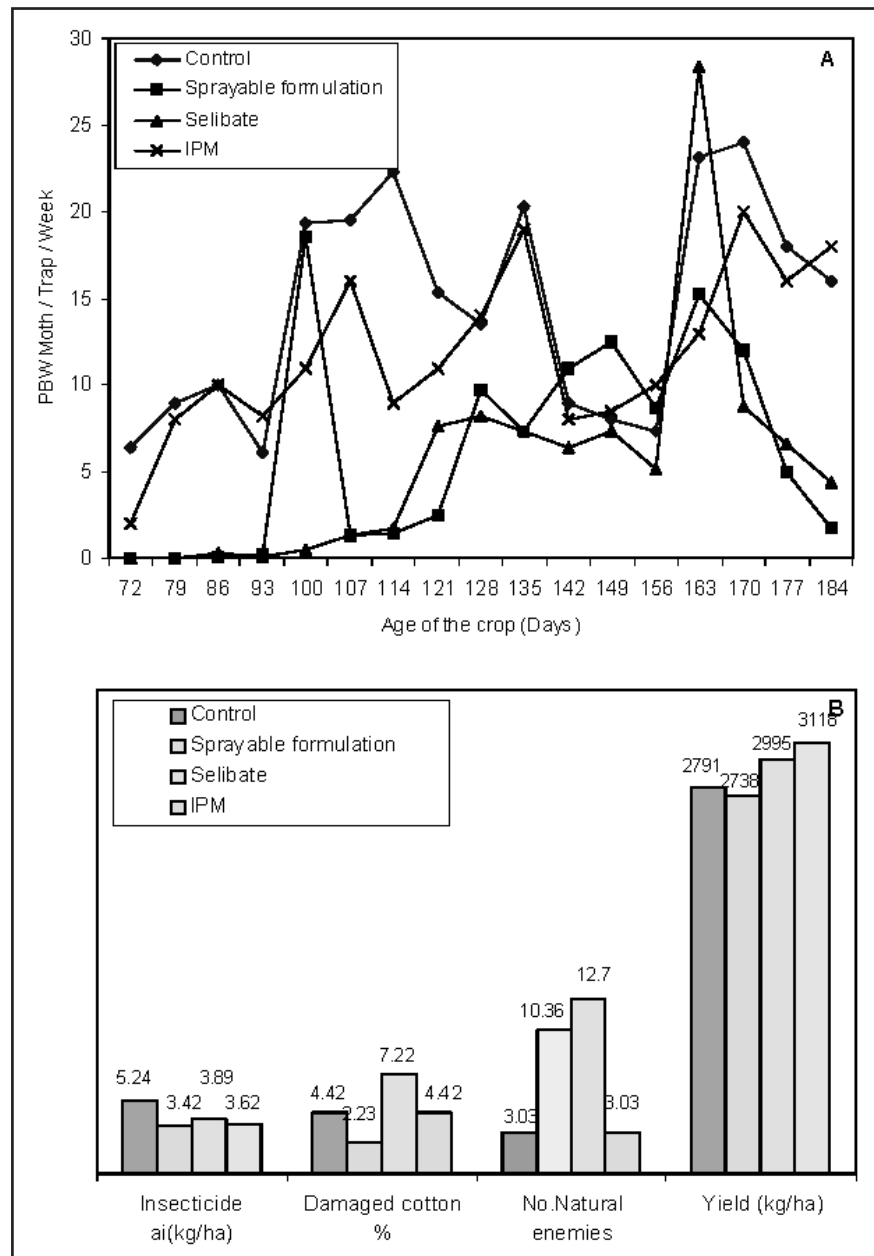 A
Control
Sprayable formulation
Selibate
IPM
30
25
20
15
10
5
0
PBW Moth / Trap / Week
72 79 86 93 100 107 114 121 128 135 142 149 156 163 170 177 184
Age of the crop (Days)
B
Control
Sprayable formulation
Selibate
IPM
5.24 3.42 3.89 3.62
4.42 2.23 7.22 4.42
3.03 10.36 12.7 3.03
2791 2738 2995 3118
Insecticide
ai(kg/ha)
Damaged cotton
%
No.Natural
enemies
Yield (kg/ha)